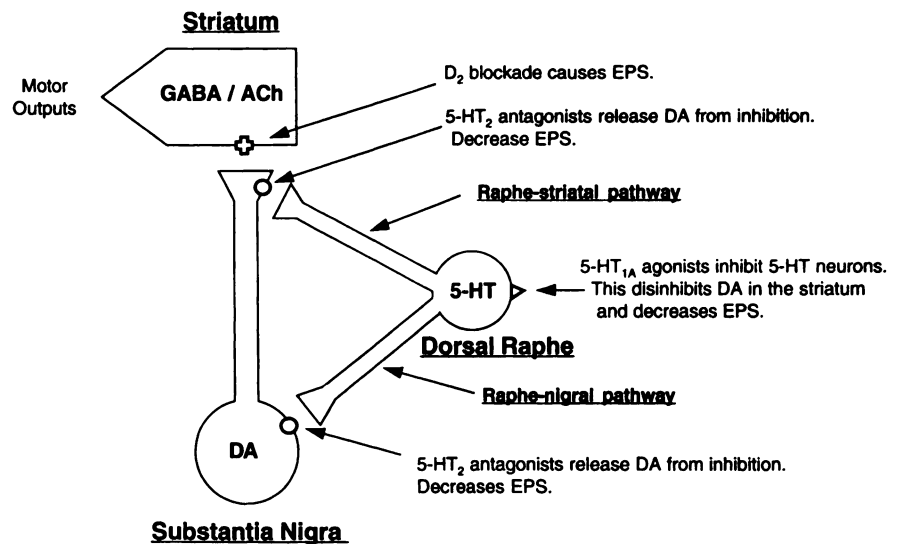 Striatum
Motor
Outputs
GABA / ACh
D₂ blockade causes EPS.
5-HT₂ antagonists release DA from inhibition.
Decrease EPS.
Raphe-striatal pathway
5-HT
5-HT₁A agonists inhibit 5-HT neurons.
This disinhibits DA in the striatum
and decreases EPS.
Dorsal Raphe
Raphe-nigral pathway
DA
5-HT₂ antagonists release DA from inhibition.
Decreases EPS.
Substantia Nigra